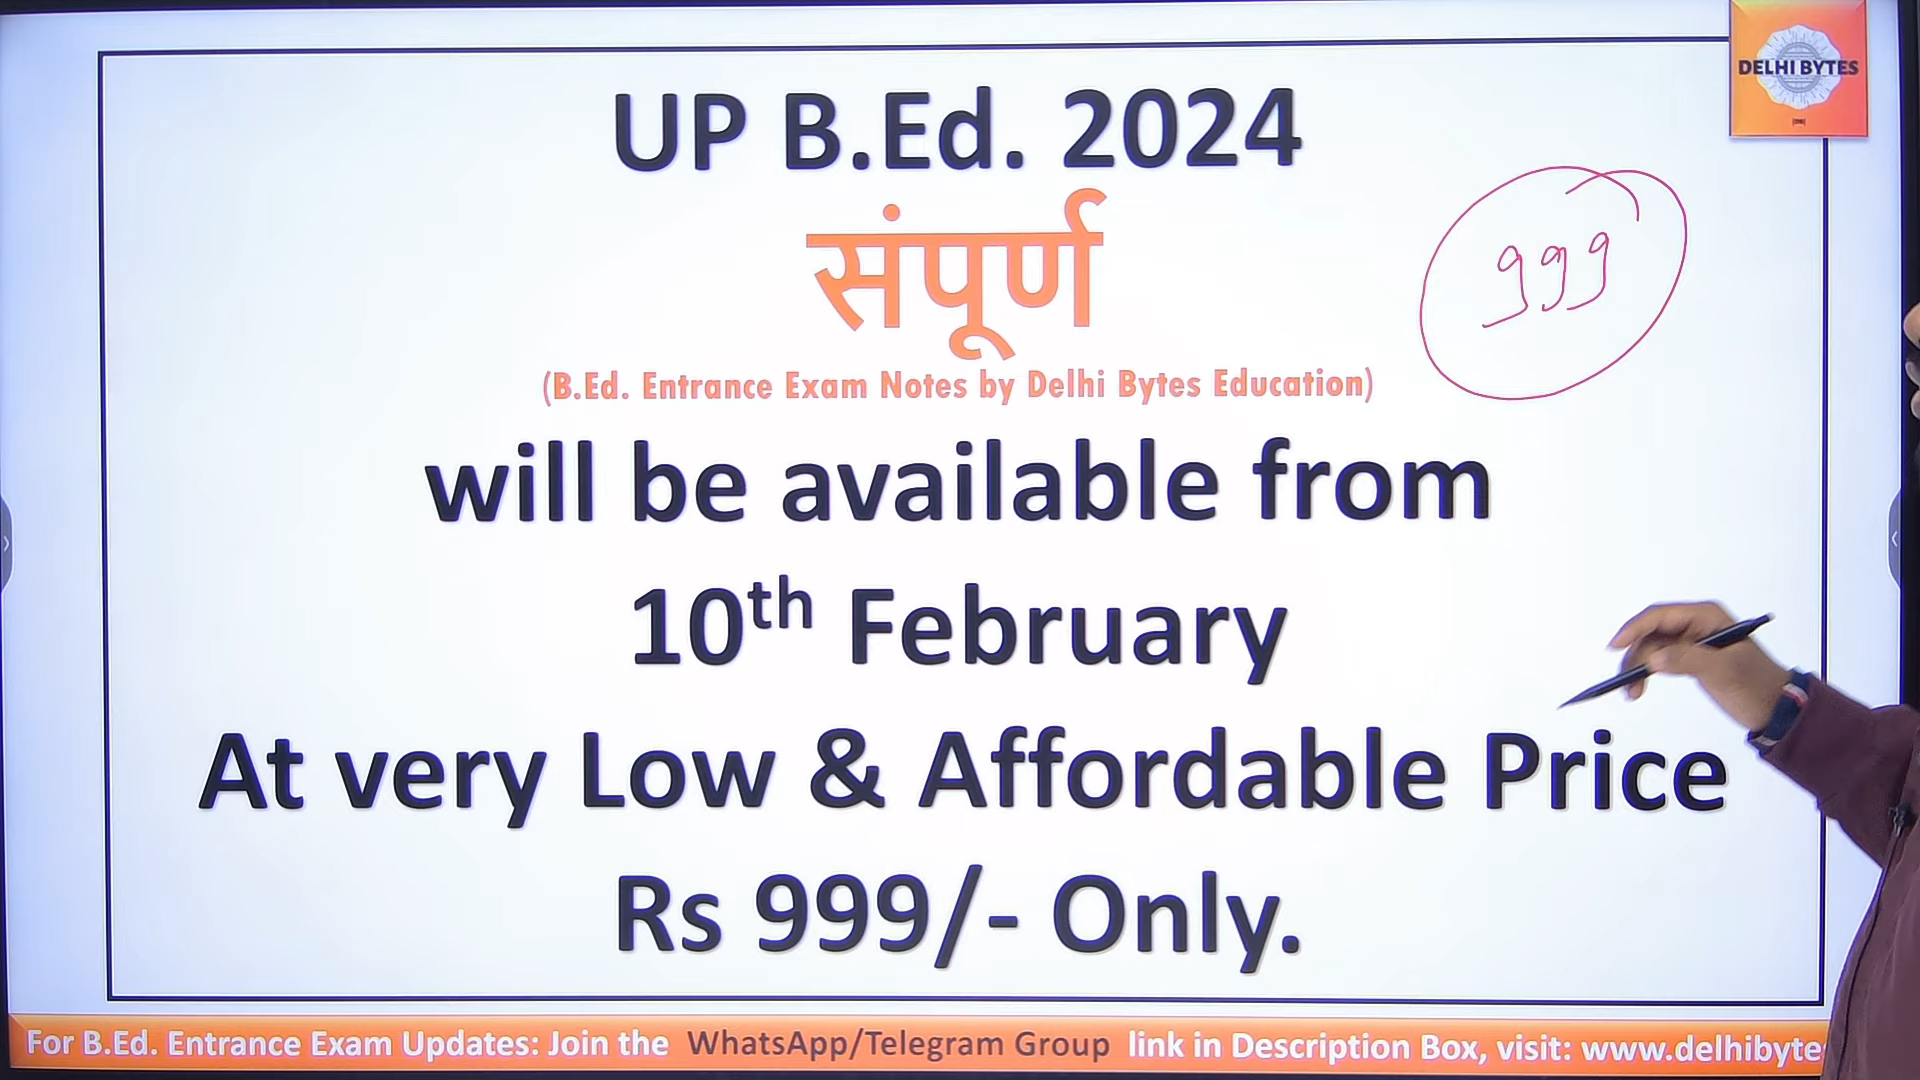 DELHI BYTES
UP B.Ed. 2024
संपूर्ण
999
(B.Ed. Entrance Exam Notes by Delhi Bytes Education)
will be available from
10th February
At very Low & Affordable Price
Rs 999/- Only.
For B.Ed. Entrance Exam Updates: Join the WhatsApp/Telegram Group link in Description Box, visit: www.delhibyte